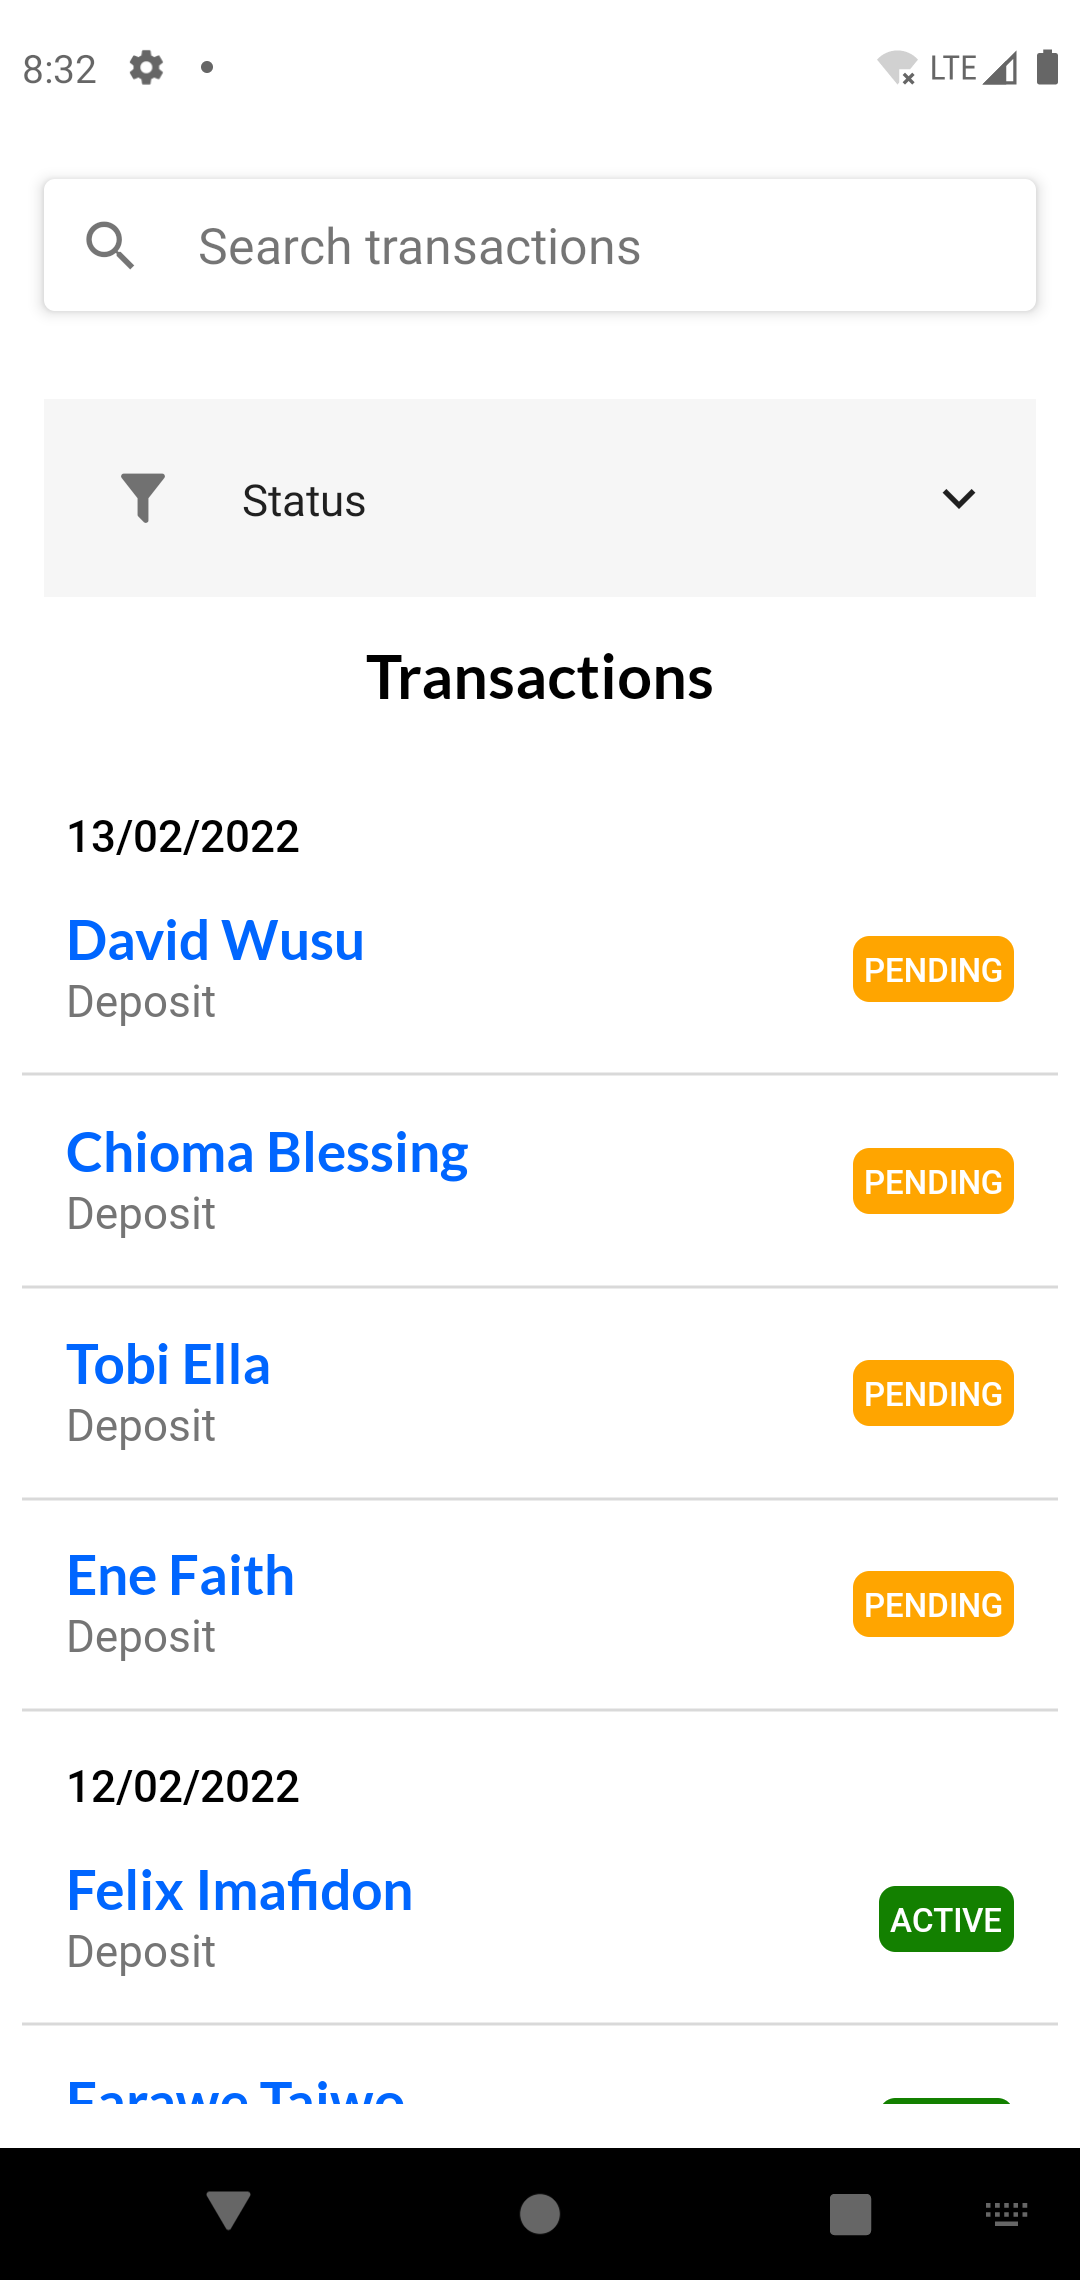 8:32
LTE
Search transactions
Status
Transactions
13/02/2022
David Wusu
PENDING
Deposit
Chioma Blessing
PENDING
Deposit
Tobi Ella
PENDING
Deposit
Ene Faith
PENDING
Deposit
12/02/2022
Felix Imafidon
ACTIVE
Deposit
Taiwo